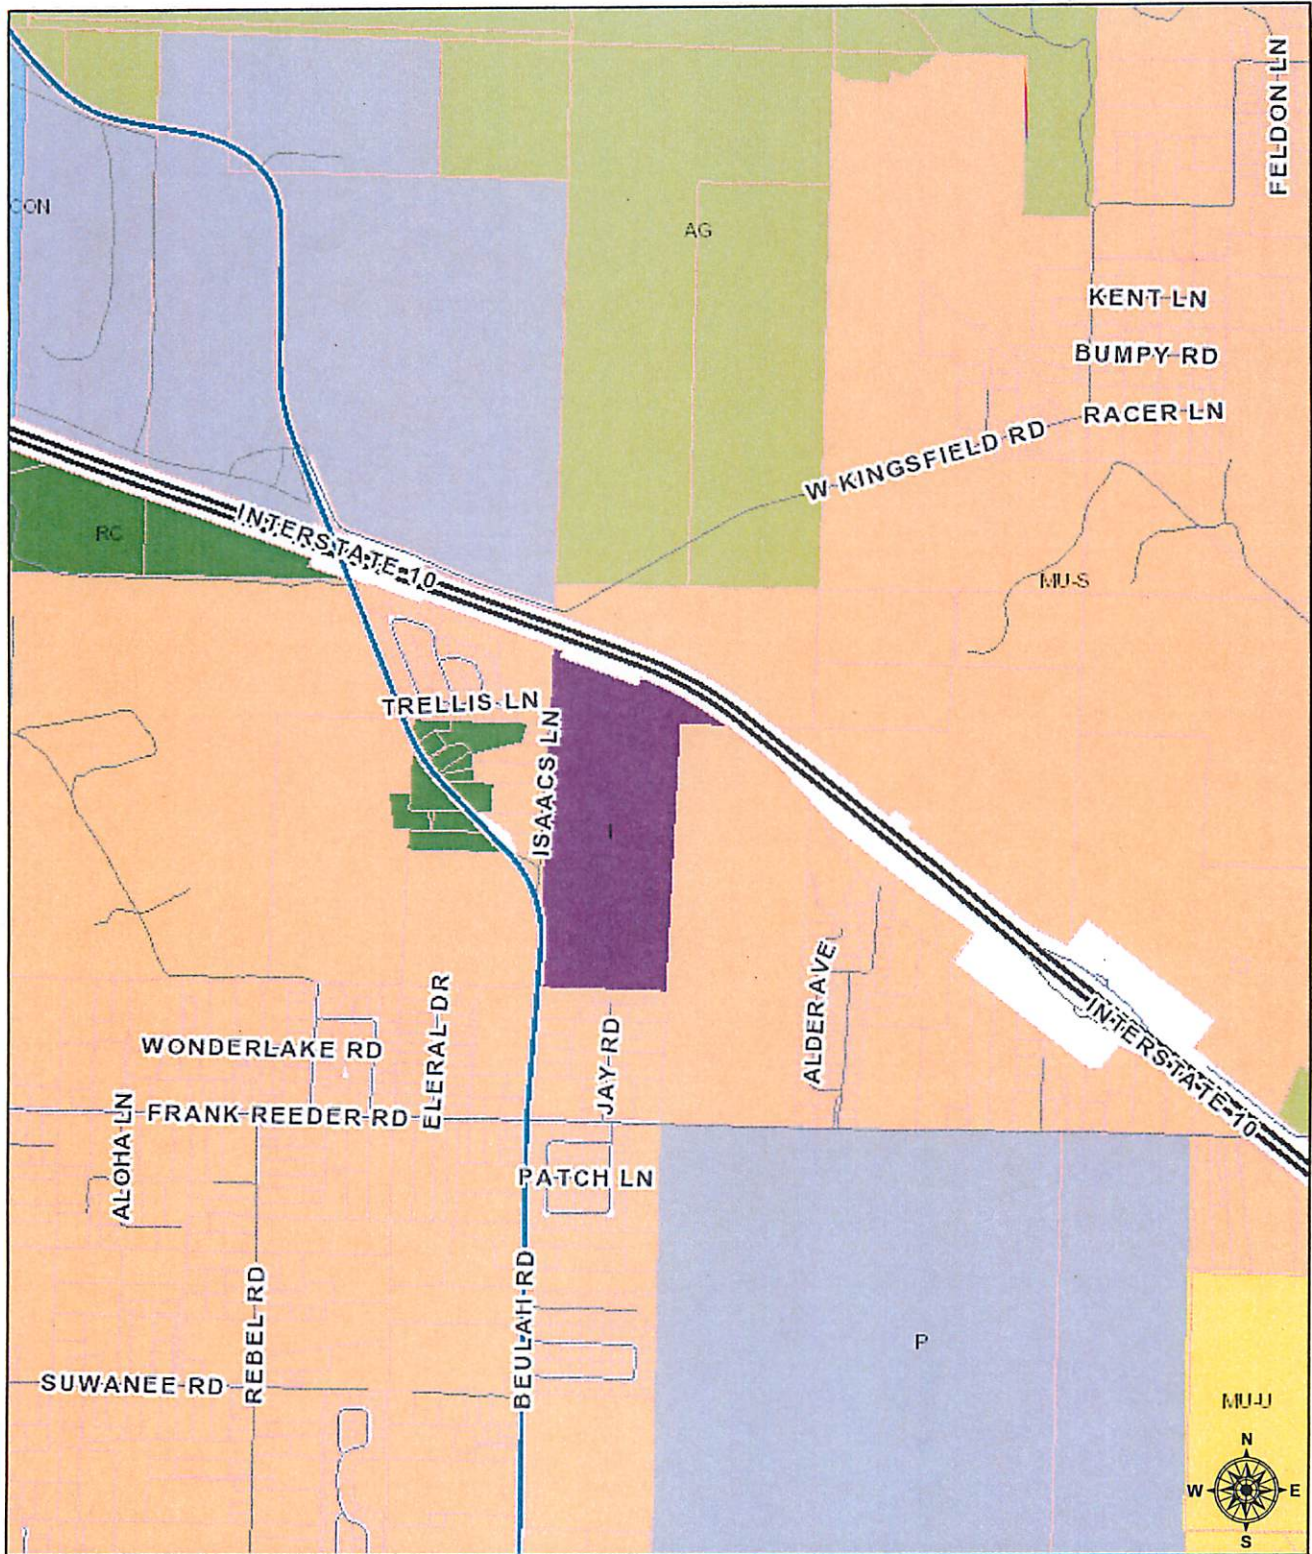 FELDON LN
CON
AG
KENT LN
BUMPY RD
RACER LN
W KINGSFIELD RD
INTERSTATE 10
RC
MU-S
TRELLIS LN
ISAACS LN
I
ALDER AVE
INTERSTATE 10
ELERAL DR
JAY RD
WONDERLAKE RD
FRANK REEDER RD
ALOHA LN
PATCH LN
BEULAH RD
REBEL RD
P
SUWANEE RD
MU-U
N
W E
S